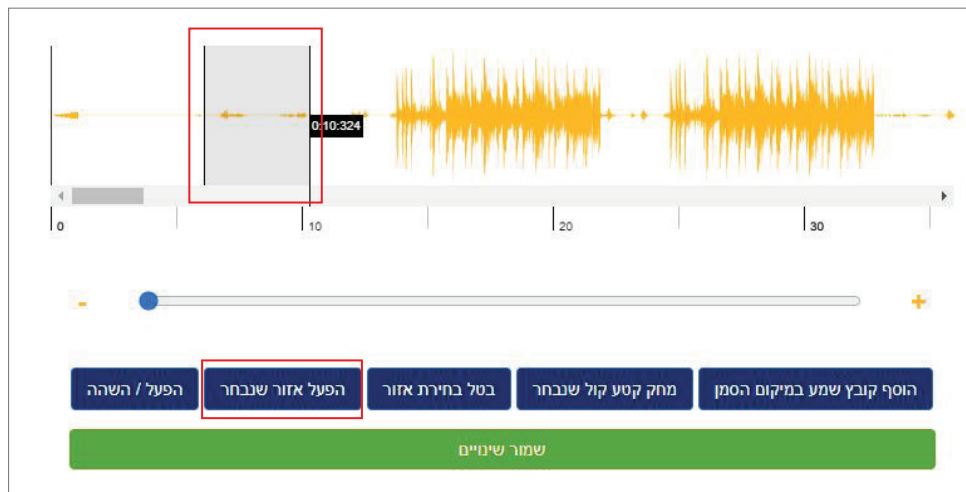 0:10:324
0 10 20 30
- +
הוסף קובץ שמע במיקום הסמן מחק קטע קול שנבחר בטל בחירת אזור הפעל אזור שנבחר הפעל / השהה
שמור שינויים